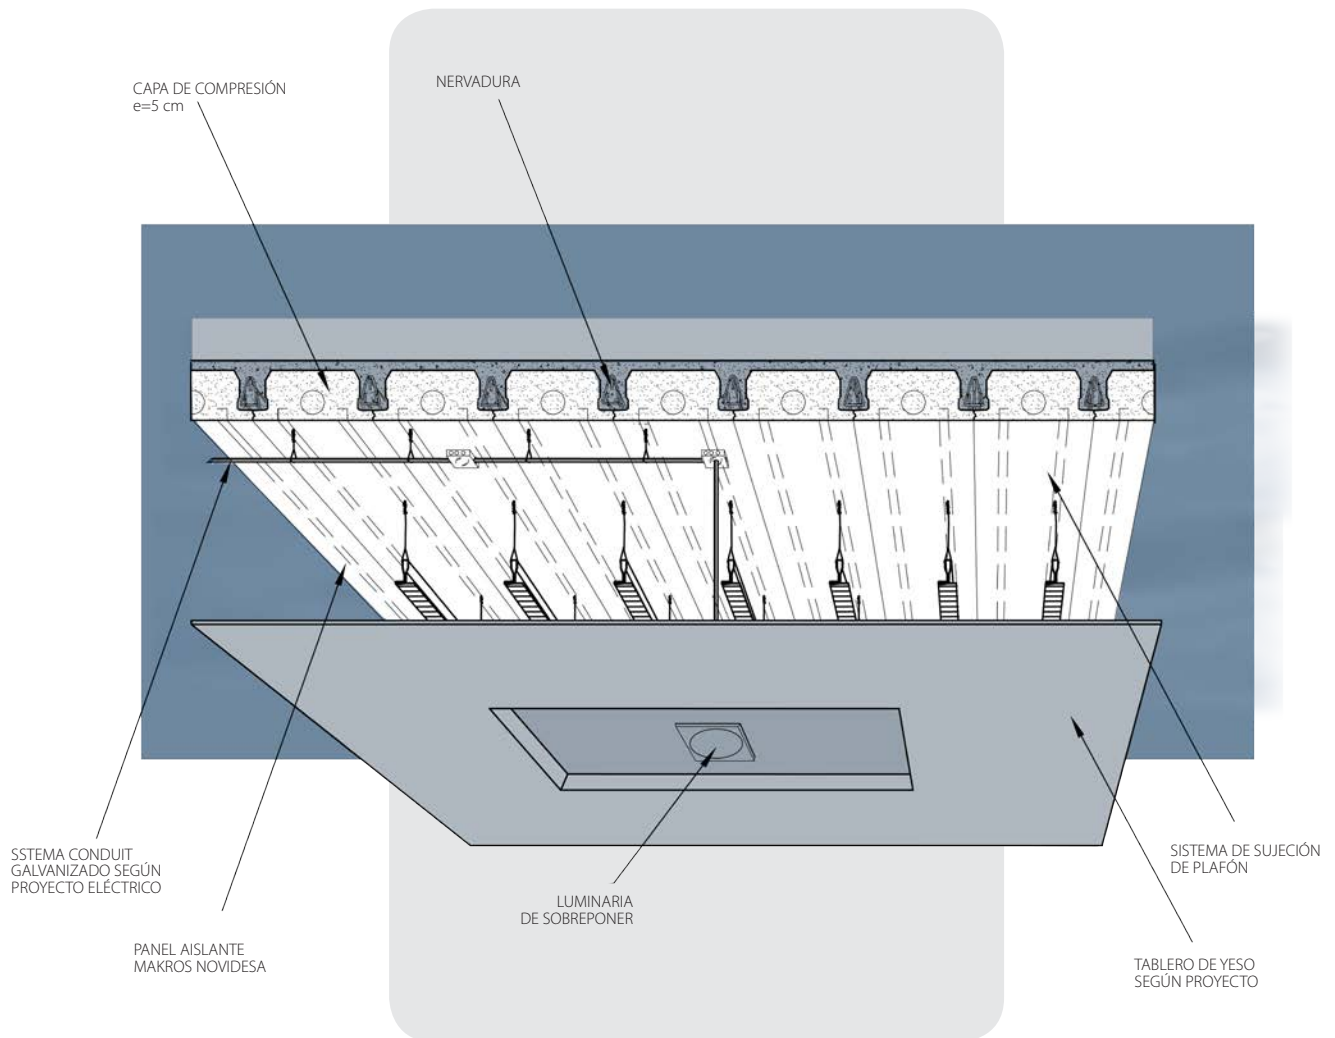 CAPA DE COMPRESIÓN
e=5 cm
NERVADURA
SSTEMA CONDUIT
GALVANIZADO SEGÚN
PROYECTO ELÉCTRICO
SISTEMA DE SUJECIÓN
DE PLAFÓN
LUMINARIA
DE SOBREPONER
PANEL AISLANTE
MAKROS NOVIDESA
TABLERO DE YESO
SEGÚN PROYECTO